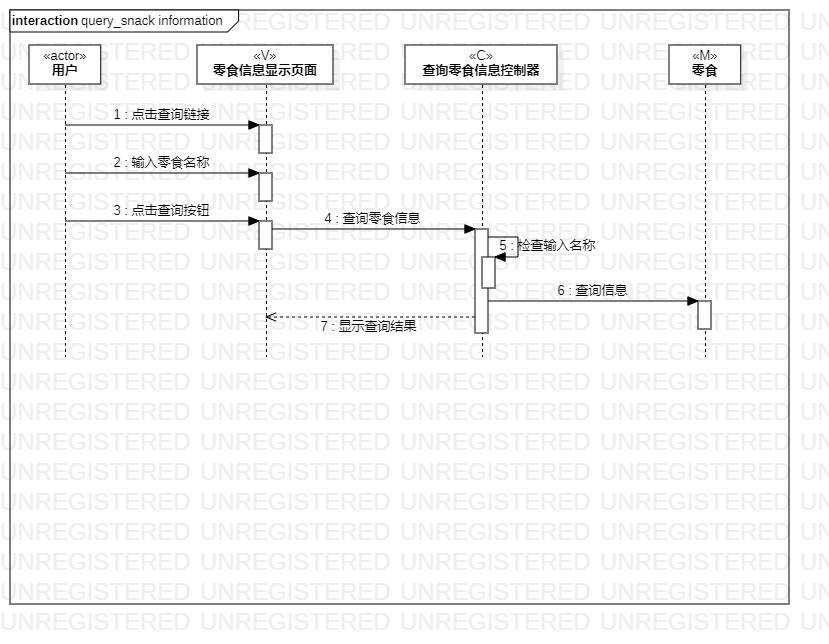 interaction query_snack information
«actor»
用户
«V»
零食信息显示页面
«C»
查询零食信息控制器
«M»
零食
1 : 点击查询链接
2 : 输入零食名称
3 : 点击查询按钮
4 : 查询零食信息
5 : 检查输入名称
6 : 查询信息
7 : 显示查询结果
UNREGISTERED UNREGISTERED UNREGISTERED UNREGISTERED UN